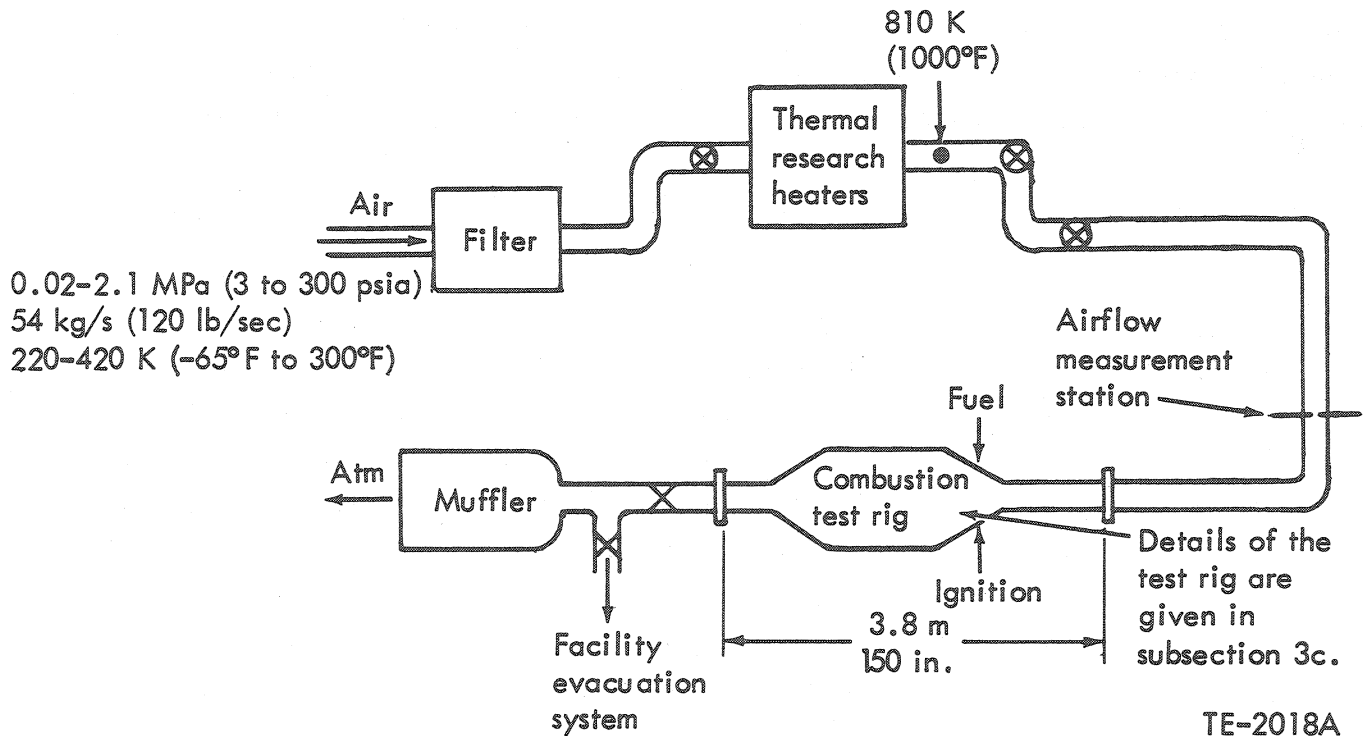 810 K
(1000°F)
Thermal
research
heaters
Air
Filter
0.02-2.1 MPa (3 to 300 psia)
54 kg/s (120 lb/sec)
220-420 K (-65°F to 300°F)
Airflow
measurement
station
Fuel
Atm
Muffler
Combustion
test rig
Ignition
Details of the
test rig are
given in
subsection 3c.
3.8 m
150 in.
Facility
evacuation
system
TE-2018A